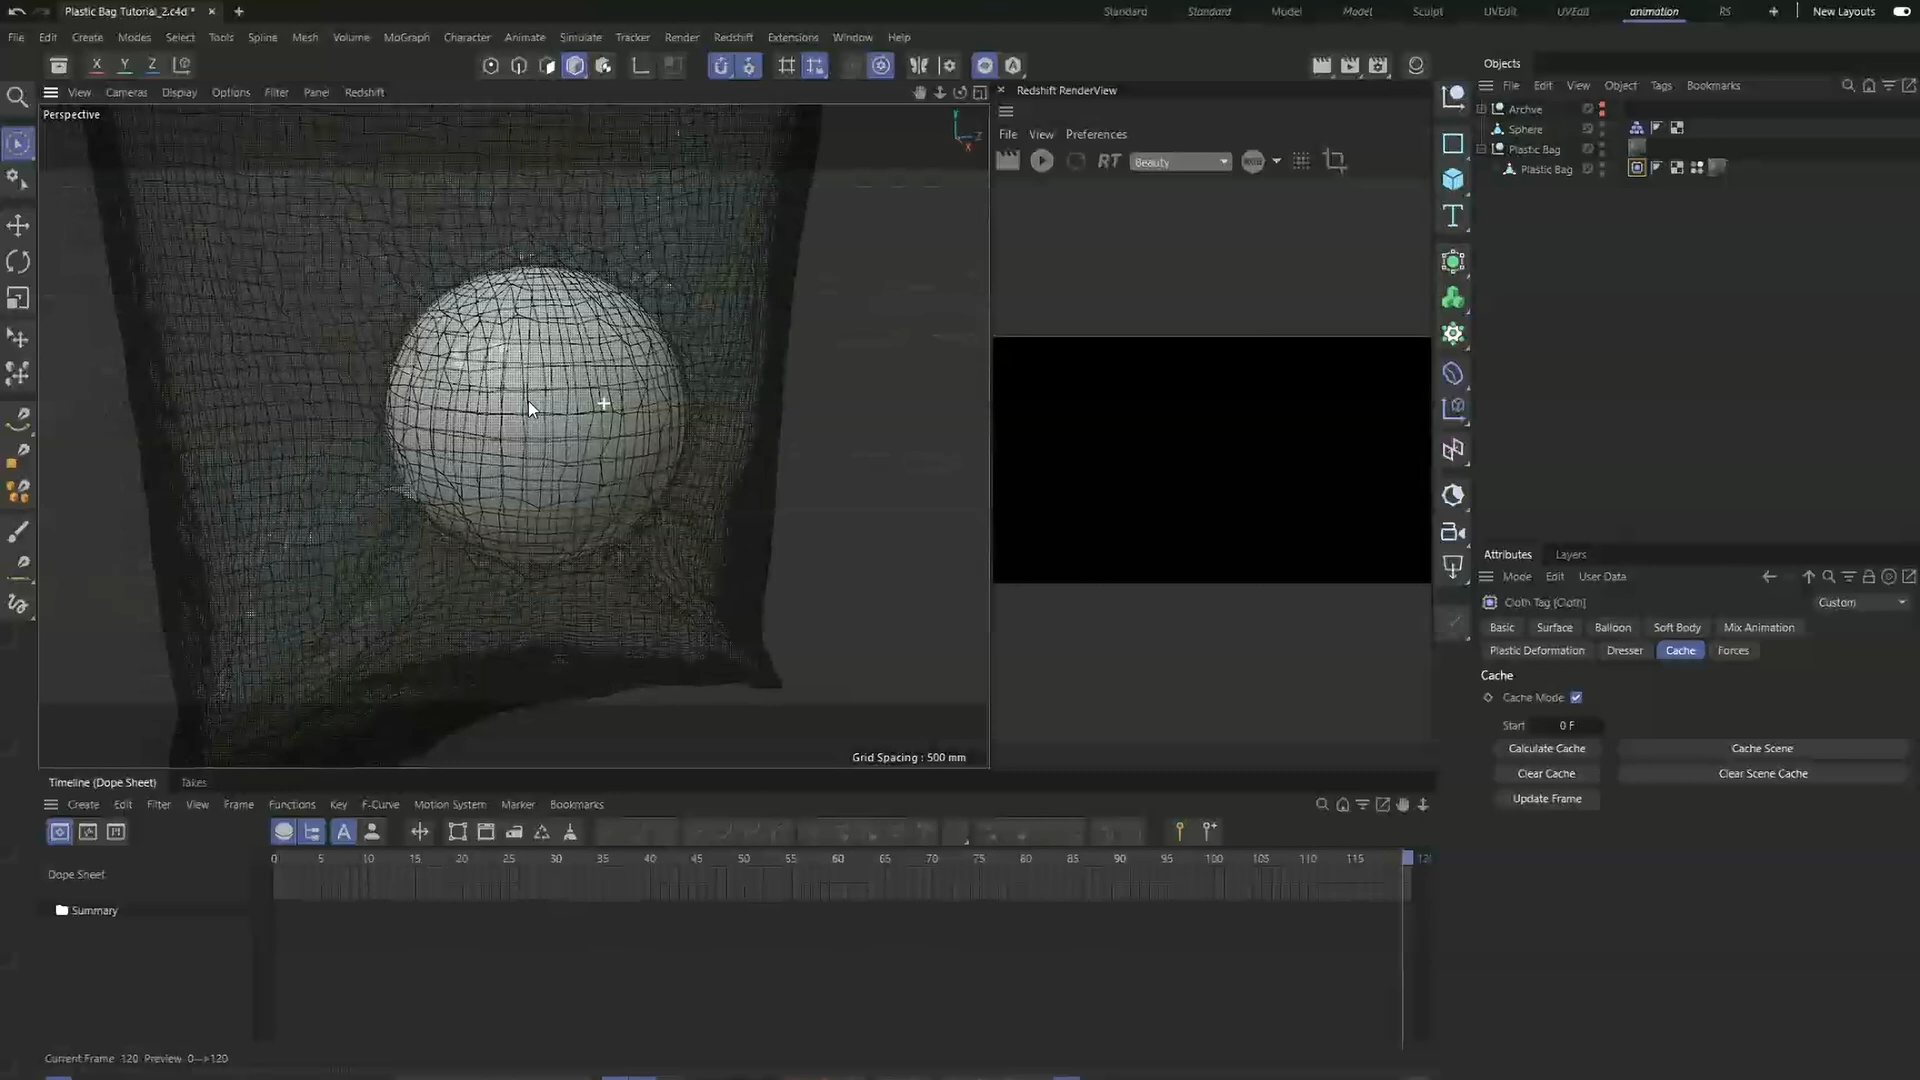 Plastic Bag Tutorial_2.c4d * × + Standard Standard Model Model Sculpt UVEdit UVEdit animation RS + New Layouts
File Edit Create Modes Select Tools Spline Mesh Volume MoGraph Character Animate Simulate Tracker Render Redshift Extensions Window Help
X Y Z
View Cameras Display Options Filter Panel Redshift
Perspective
Grid Spacing : 500 mm
Redshift RenderView
File View Preferences
RT Beauty
Objects
File Edit View Object Tags Bookmarks
Archve
Sphere
Plastic Bag
Plastic Bag
Attributes Layers
Mode Edit User Data
Cloth Tag [Cloth] Custom
Basic Surface Balloon Soft Body Mix Animation
Plastic Deformation Dresser Cache Forces
Cache
Cache Mode
Start 0 F
Calculate Cache Cache Scene
Clear Cache Clear Scene Cache
Update Frame
Timeline (Dope Sheet) Takes
Create Edit Filter View Frame Functions Key F-Curve Motion System Marker Bookmarks
0 5 10 15 20 25 30 35 40 45 50 55 60 65 70 75 80 85 90 95 100 105 110 115
Dope Sheet
Summary
Current Frame 120 Preview 0-->120